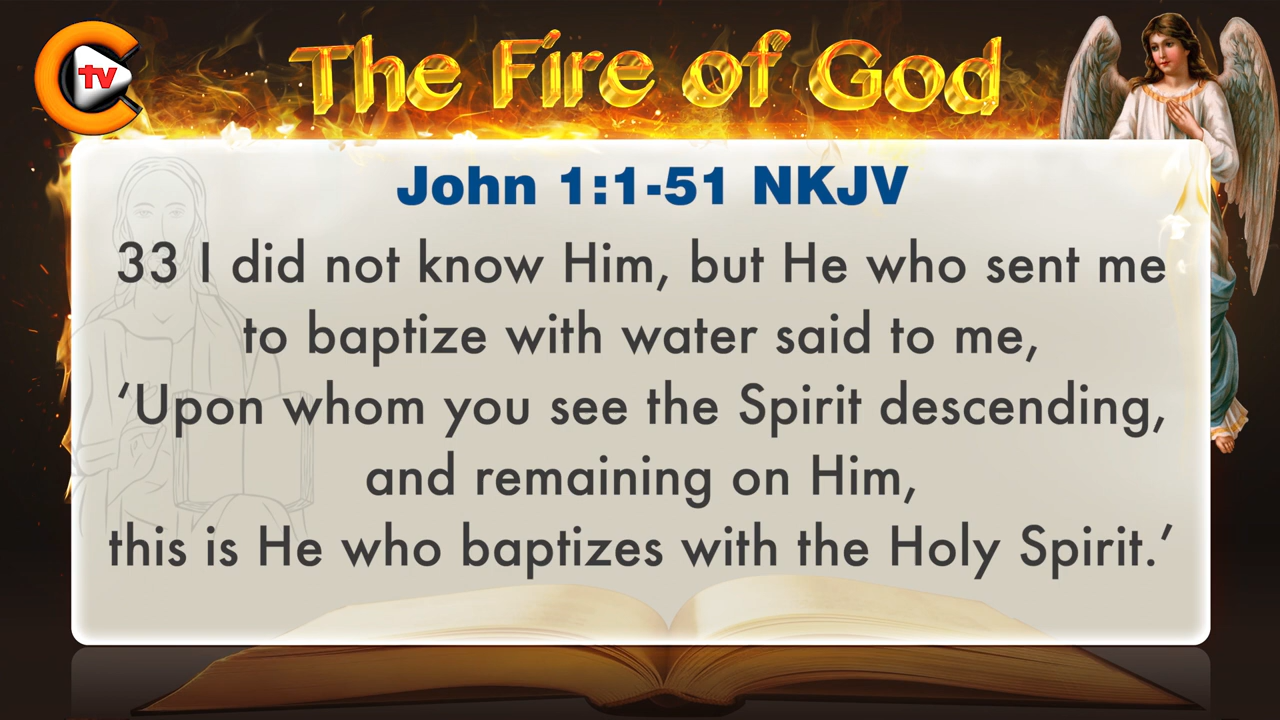 tv
The Fire of God
John 1:1-51 NKJV
33 I did not know Him, but He who sent me
to baptize with water said to me,
‘Upon whom you see the Spirit descending,
and remaining on Him,
this is He who baptizes with the Holy Spirit.’